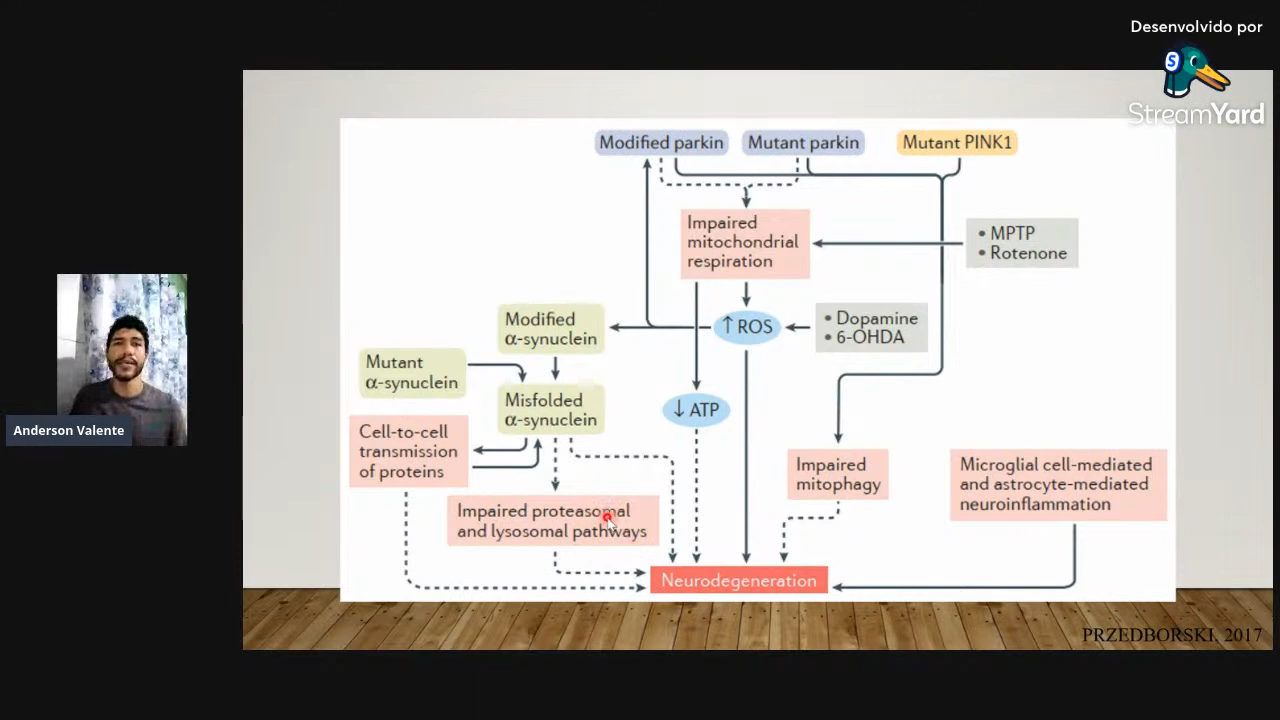 Desenvolvido por
S
StreamYard
Modified parkin
Mutant parkin
Mutant PINK1
Impaired
mitochondrial
respiration
• MPTP
• Rotenone
Modified
α-synuclein
↑ ROS
• Dopamine
• 6-OHDA
Mutant
α-synuclein
Misfolded
α-synuclein
↓ ATP
Cell-to-cell
transmission
of proteins
Impaired
mitophagy
Microglial cell-mediated
and astrocyte-mediated
neuroinflammation
Impaired proteasomal
and lysosomal pathways
Neurodegeneration
PRZEDBORSKI, 2017
Anderson Valente